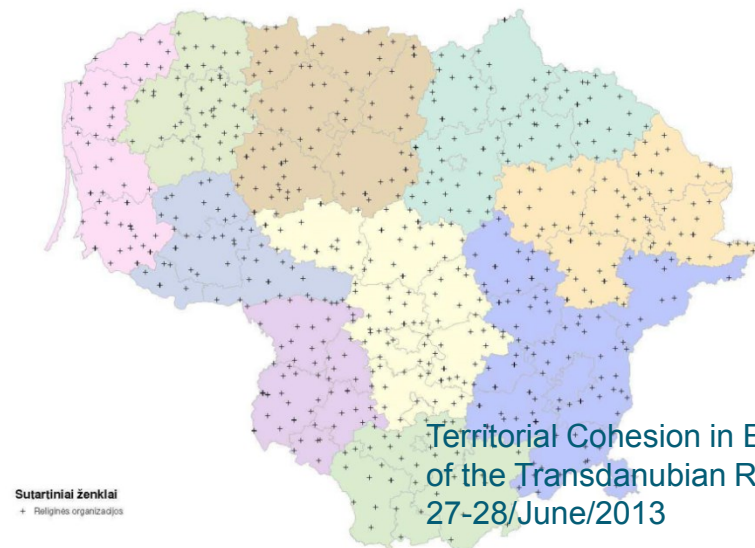 Territorial Cohesion in E
of the Transdanubian R
27-28/June/2013
Sutartiniai ženklai
+ Religinės organizacijos